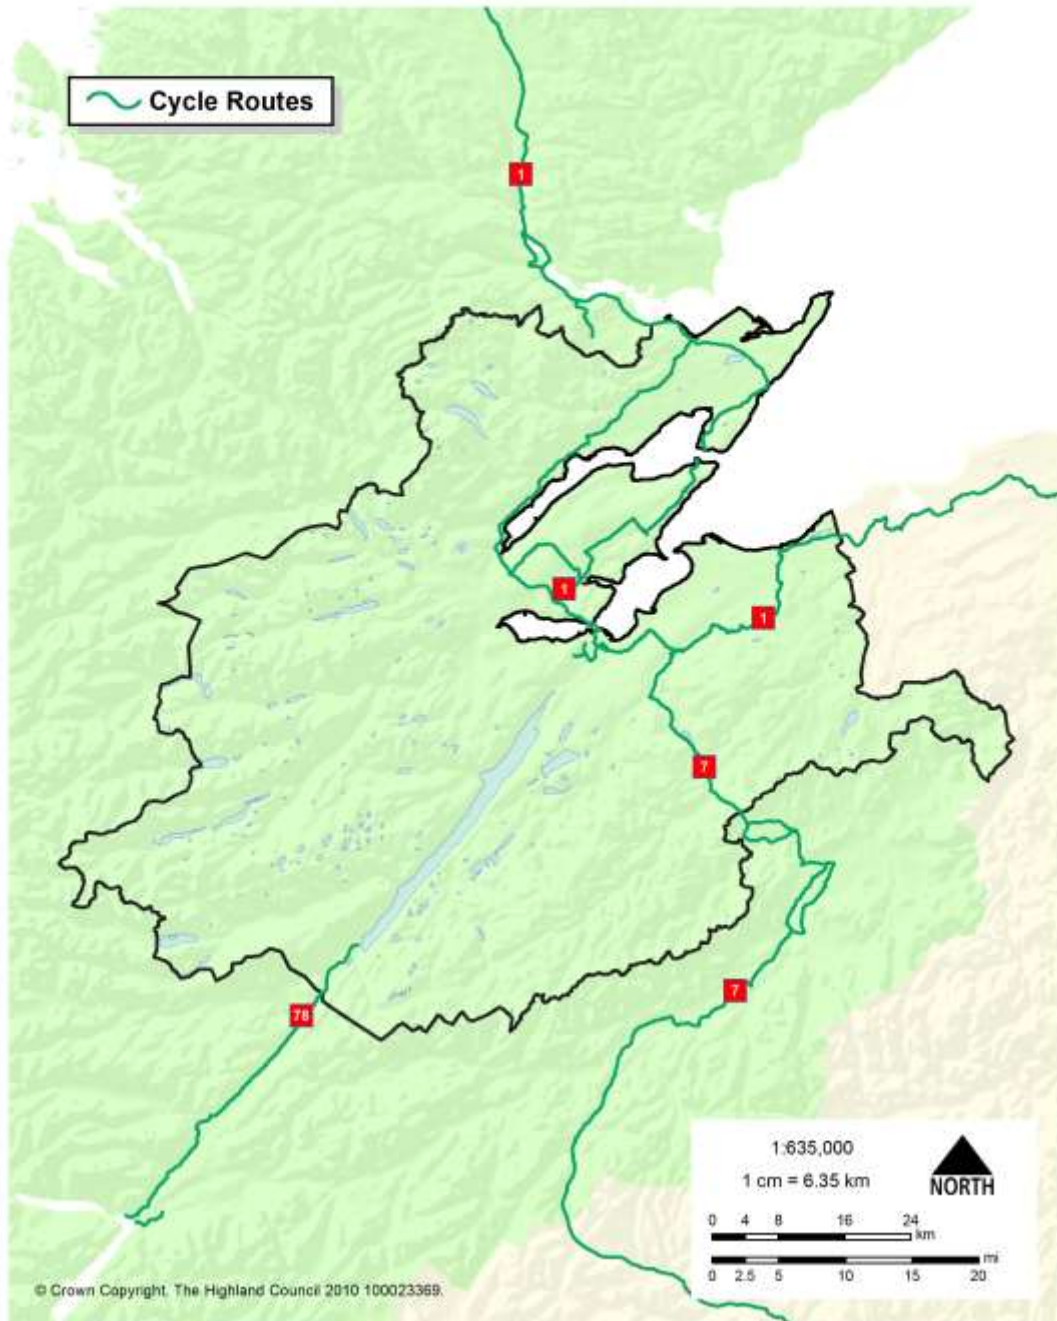 Cycle Routes
1
1
1
7
7
78
1:635,000
1 cm = 6.35 km
NORTH
0 4 8 16 24
km
mi
0 2.5 5 10 15 20
© Crown Copyright. The Highland Council 2010 100023369.